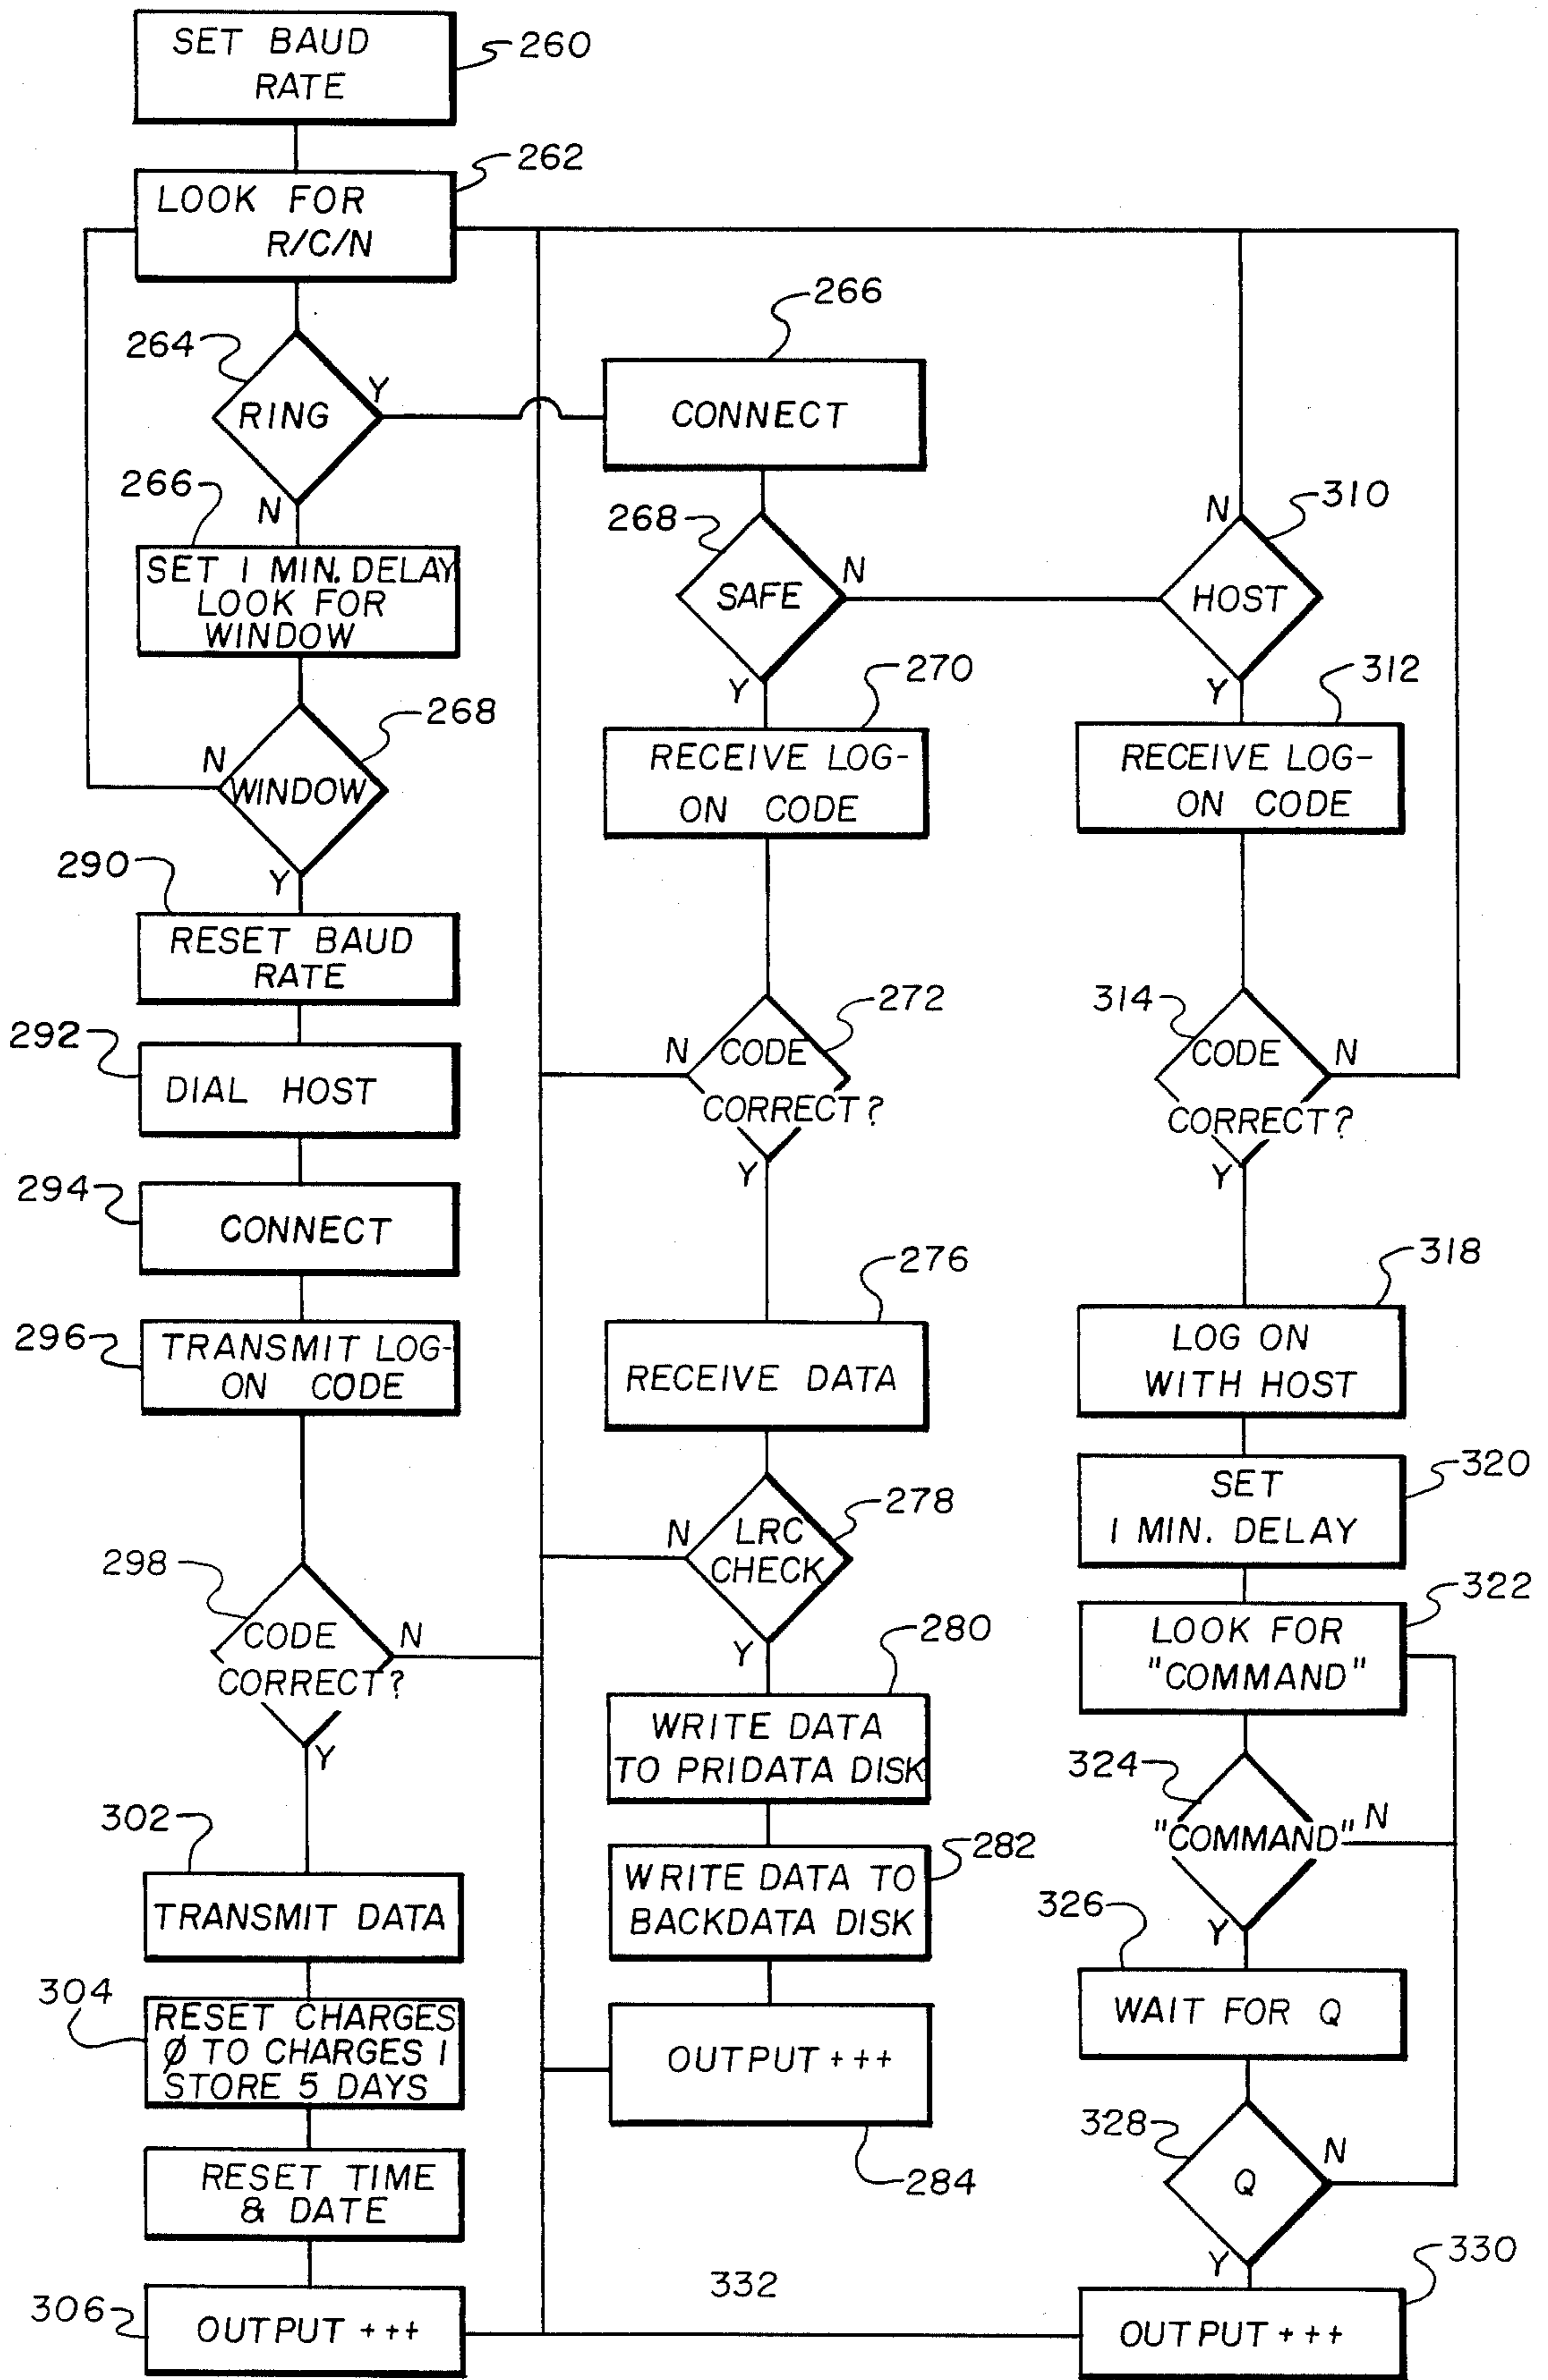 SET BAUD
RATE
260
LOOK FOR
R/C/N
262
264
RING
Y
N
266
SET 1 MIN. DELAY
LOOK FOR
WINDOW
268
WINDOW
N
Y
290
RESET BAUD
RATE
292
DIAL HOST
294
CONNECT
296
TRANSMIT LOG-
ON CODE
298
CODE
CORRECT?
N
Y
302
TRANSMIT DATA
304
RESET CHARGES
Ø TO CHARGES 1
STORE 5 DAYS
RESET TIME
& DATE
306
OUTPUT +++
266
CONNECT
268
SAFE
N
Y
270
RECEIVE LOG-
ON CODE
272
CODE
CORRECT?
N
Y
276
RECEIVE DATA
278
LRC
CHECK
N
Y
280
WRITE DATA
TO PRIDATA DISK
282
WRITE DATA TO
BACKDATA DISK
OUTPUT +++
284
332
310
HOST
N
Y
312
RECEIVE LOG-
ON CODE
314
CODE
CORRECT?
N
Y
318
LOG ON
WITH HOST
320
SET
1 MIN. DELAY
322
LOOK FOR
"COMMAND"
324
"COMMAND"
N
Y
326
WAIT FOR Q
328
Q
N
Y
330
OUTPUT +++